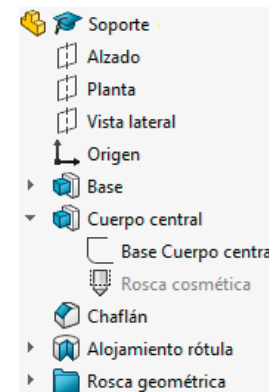 Soporte
Alzado
Planta
Vista lateral
Origen
Base
Cuerpo central
Base Cuerpo centra
Rosca cosmética
Chaflán
Alojamiento rótula
Rosca geométrica